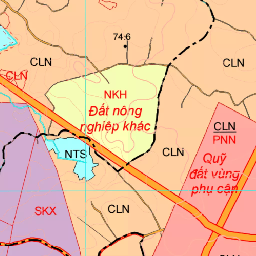 74.6
CLN
CLN
CLN
NKH
Đất nông
nghiệp khác
CLN
PNN
NTS
CLN
Quỹ
đất vùng
phụ cận
SKX
CLN
CLN